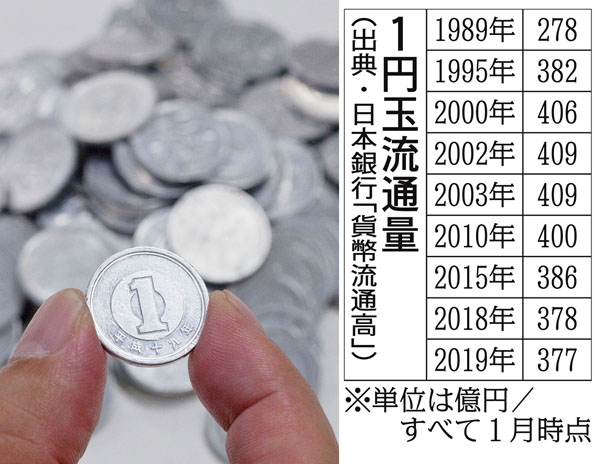 1円玉流通量
（出典・日本銀行「貨幣流通高」）
1989年 278
1995年 382
2000年 406
2002年 409
2003年 409
2010年 400
2015年 386
2018年 378
2019年 377
※単位は億円／
すべて１月時点
1
平成十九年